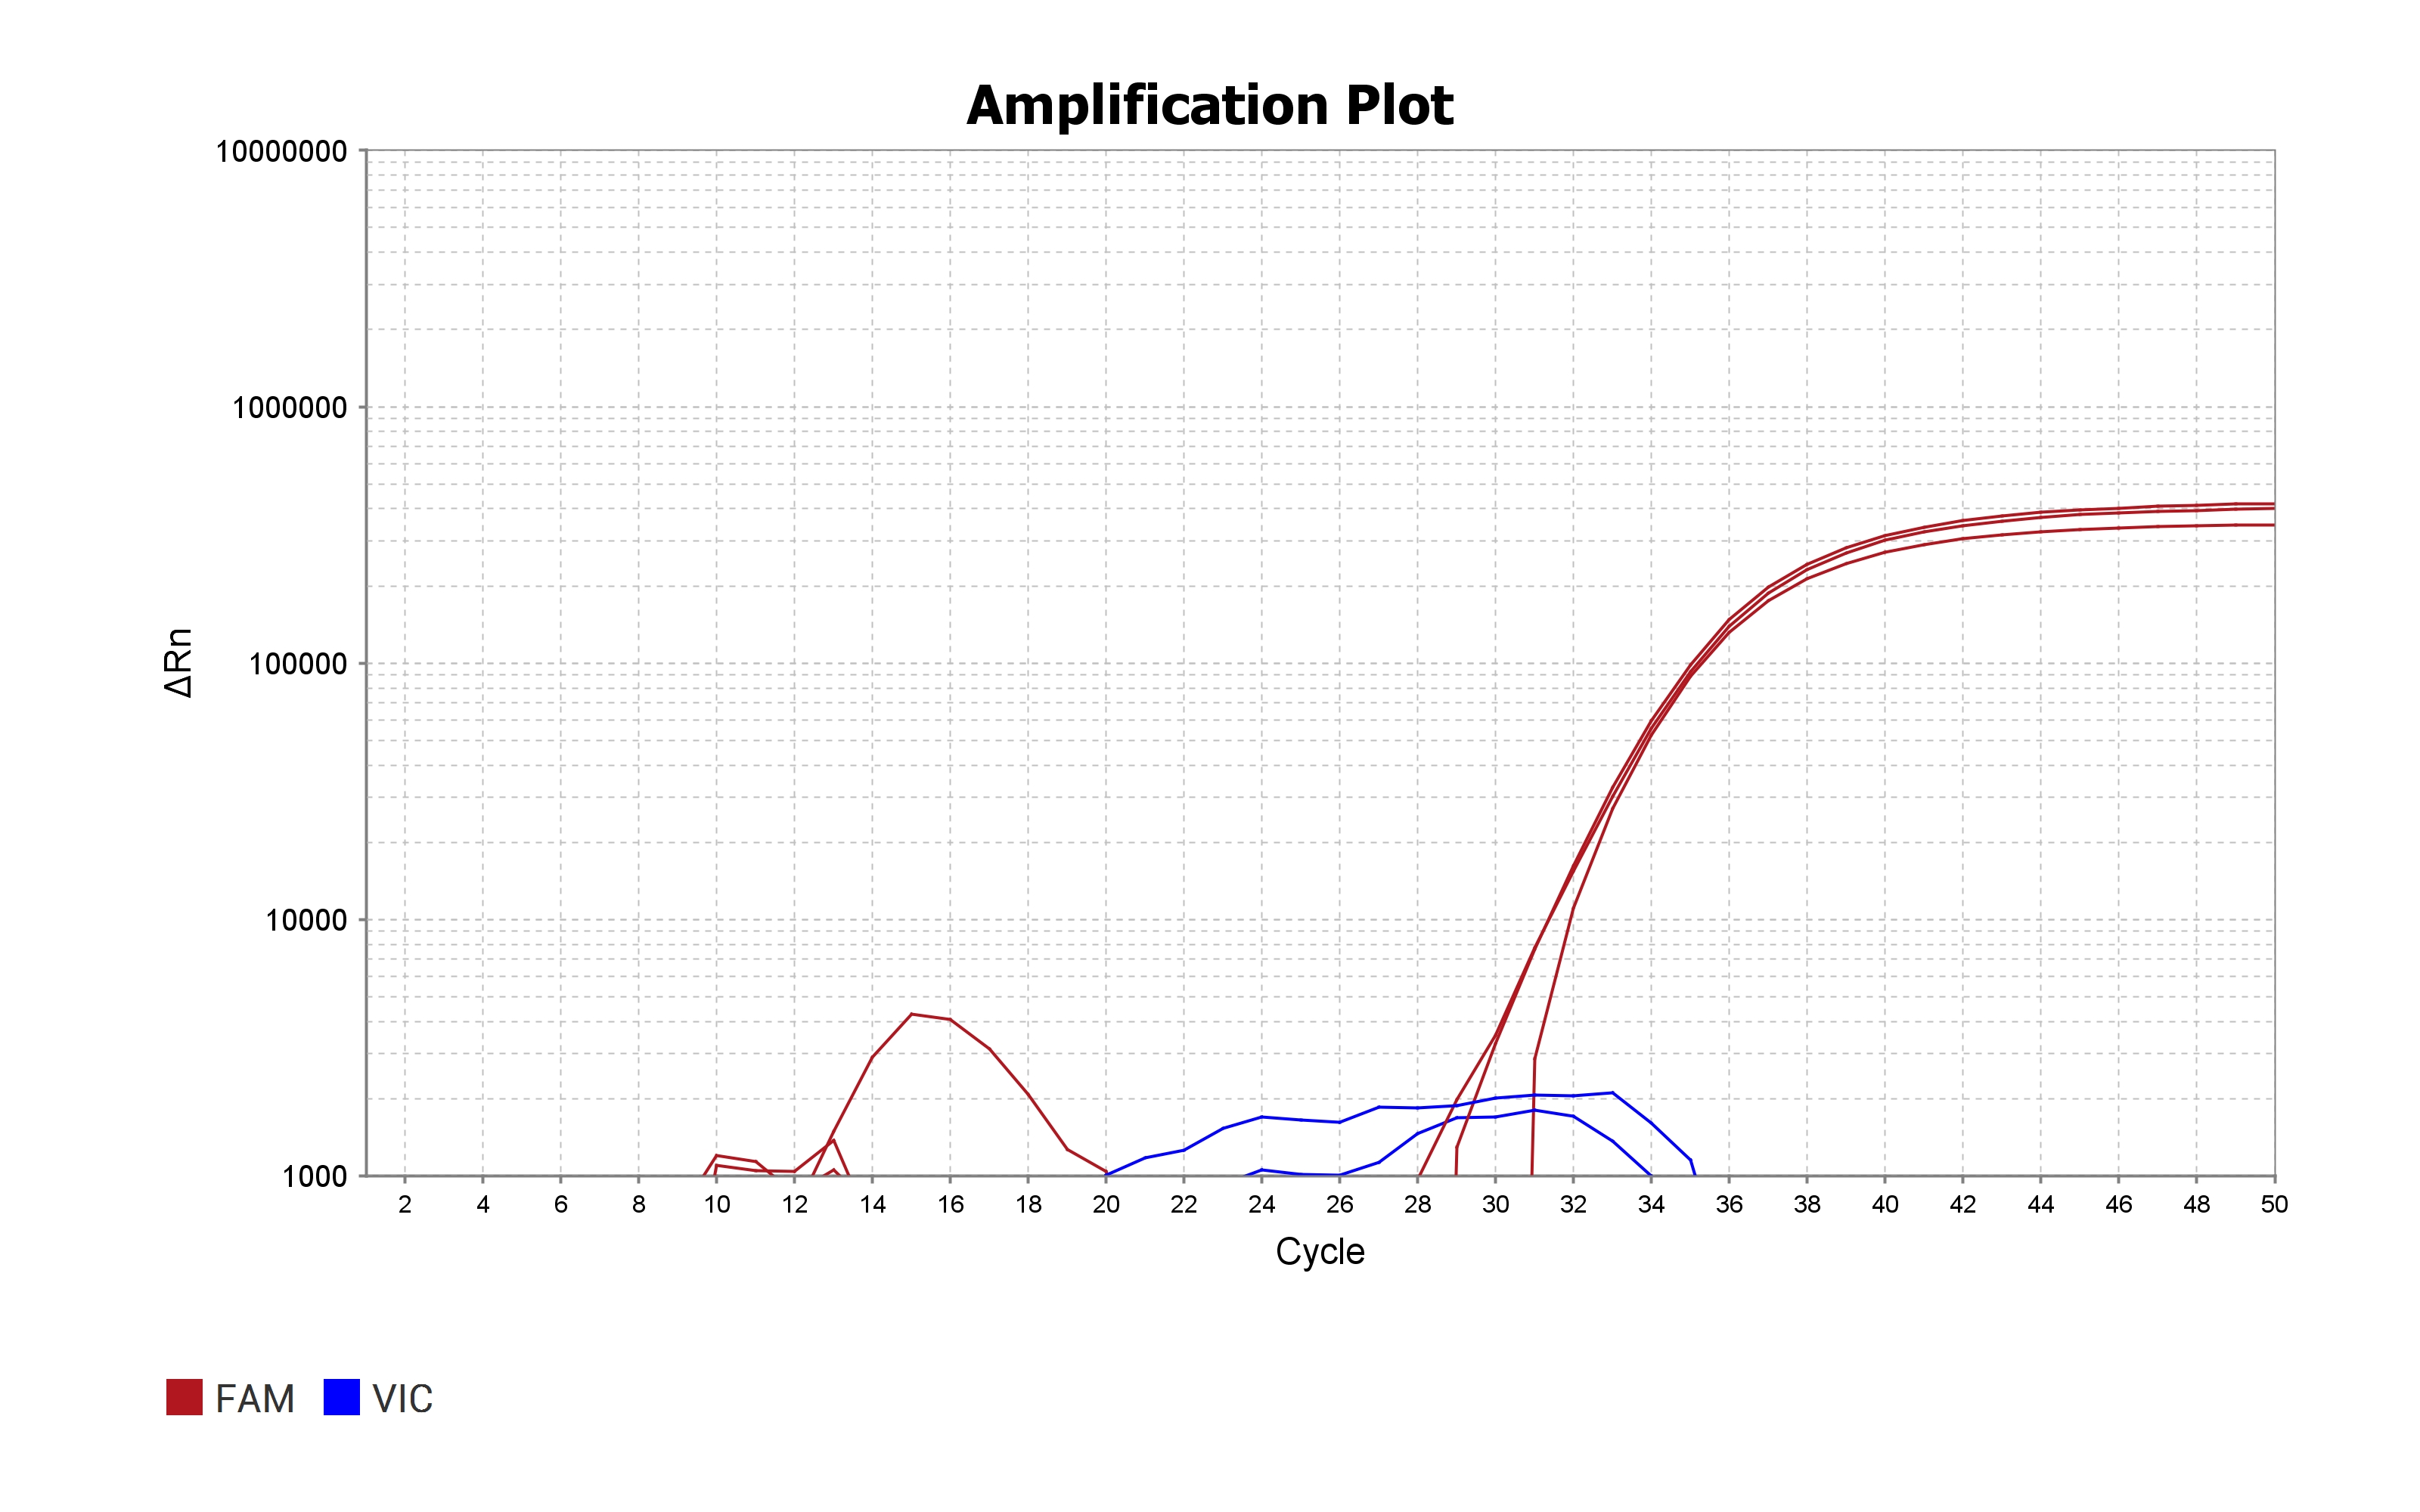 Amplification Plot
10000000
1000000
100000
10000
1000
ΔRn
2 4 6 8 10 12 14 16 18 20 22 24 26 28 30 32 34 36 38 40 42 44 46 48 50
Cycle
FAM VIC